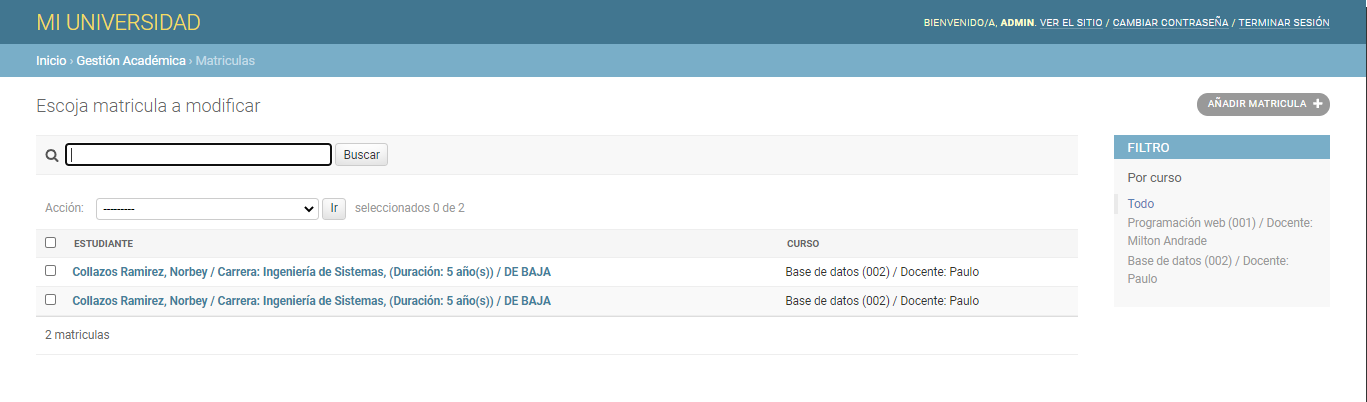 MI UNIVERSIDAD
BIENVENIDO/A, ADMIN. VER EL SITIO / CAMBIAR CONTRASEÑA / TERMINAR SESIÓN
Inicio › Gestión Académica › Matriculas
Escoja matricula a modificar
AÑADIR MATRICULA +
Buscar
Acción: --------- Ir seleccionados 0 de 2
ESTUDIANTE CURSO
Collazos Ramirez, Norbey / Carrera: Ingeniería de Sistemas, (Duración: 5 año(s)) / DE BAJA Base de datos (002) / Docente: Paulo
Collazos Ramirez, Norbey / Carrera: Ingeniería de Sistemas, (Duración: 5 año(s)) / DE BAJA Base de datos (002) / Docente: Paulo
2 matriculas
FILTRO
Por curso
Todo
Programación web (001) / Docente:
Milton Andrade
Base de datos (002) / Docente:
Paulo